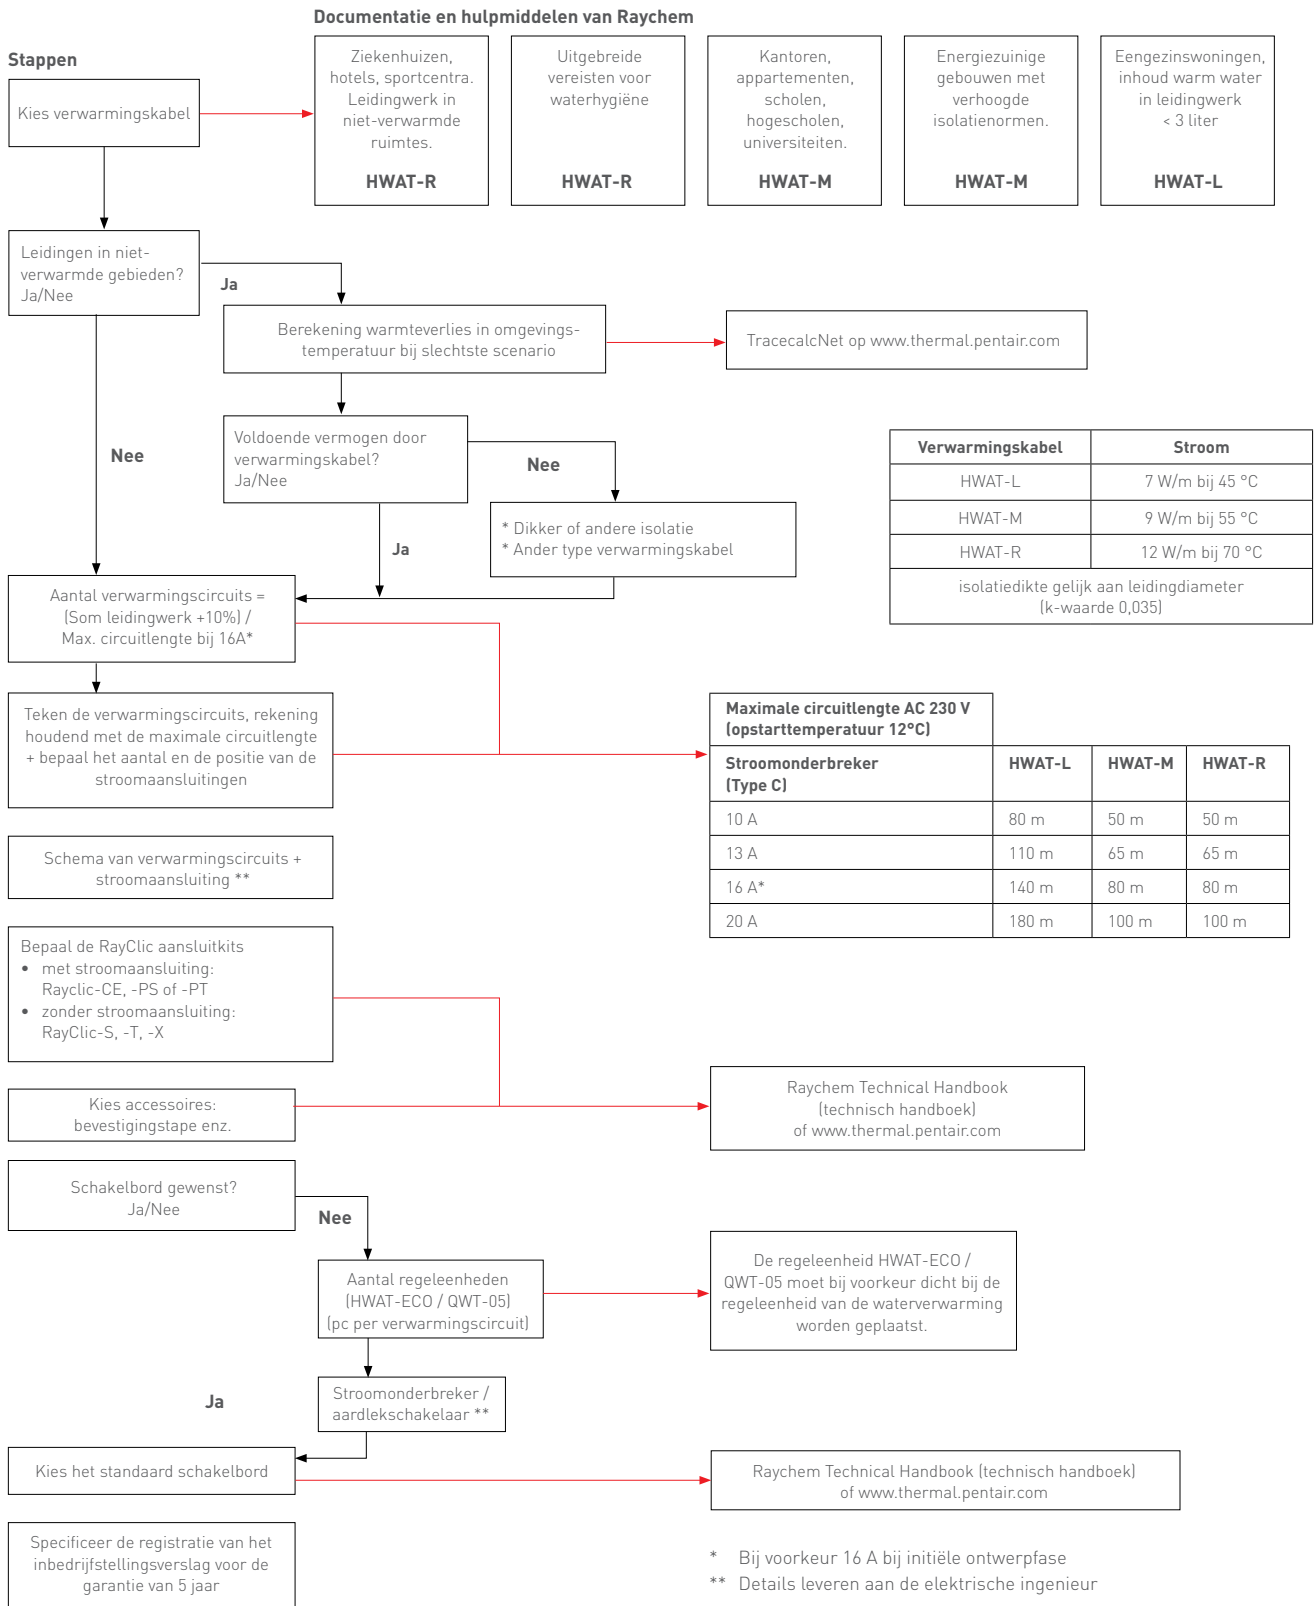 Documentatie en hulpmiddelen van Raychem
Stappen
Kies verwarmingskabel
Ziekenhuizen,
hotels, sportcentra.
Leidingwerk in
niet-verwarmde
ruimtes.
HWAT-R
Uitgebreide
vereisten voor
waterhygiëne
HWAT-R
Kantoren,
appartementen,
scholen,
hogescholen,
universiteiten.
HWAT-M
Energiezuinige
gebouwen met
verhoogde
isolatienormen.
HWAT-M
Eengezinswoningen,
inhoud warm water
in leidingwerk
< 3 liter
HWAT-L
Leidingen in niet-
verwarmde gebieden?
Ja/Nee
Ja
Berekening warmteverlies in omgevings-
temperatuur bij slechtste scenario
TracecalcNet op www.thermal.pentair.com
Nee
Voldoende vermogen door
verwarmingskabel?
Ja/Nee
Nee
Ja
* Dikker of andere isolatie
* Ander type verwarmingskabel
Verwarmingskabel Stroom
HWAT-L 7 W/m bij 45 °C
HWAT-M 9 W/m bij 55 °C
HWAT-R 12 W/m bij 70 °C
isolatiedikte gelijk aan leidingdiameter
(k-waarde 0,035)
Aantal verwarmingscircuits =
(Som leidingwerk +10%) /
Max. circuitlengte bij 16A*
Teken de verwarmingscircuits, rekening
houdend met de maximale circuitlengte
+ bepaal het aantal en de positie van de
stroomaansluitingen
Maximale circuitlengte AC 230 V
(opstarttemperatuur 12°C)
Stroomonderbreker HWAT-L HWAT-M HWAT-R
(Type C)
10 A 80 m 50 m 50 m
13 A 110 m 65 m 65 m
16 A* 140 m 80 m 80 m
20 A 180 m 100 m 100 m
Schema van verwarmingscircuits +
stroomaansluiting **
Bepaal de RayClic aansluitkits
• met stroomaansluiting:
Rayclic-CE, -PS of -PT
• zonder stroomaansluiting:
RayClic-S, -T, -X
Kies accessoires:
bevestigingstape enz.
Raychem Technical Handbook
(technisch handboek)
of www.thermal.pentair.com
Schakelbord gewenst?
Ja/Nee
Nee
Aantal regeleenheden
(HWAT-ECO / QWT-05)
(pc per verwarmingscircuit)
De regeleenheid HWAT-ECO /
QWT-05 moet bij voorkeur dicht bij de
regeleenheid van de waterverwarming
worden geplaatst.
Ja
Stroomonderbreker /
aardlekschakelaar **
Kies het standaard schakelbord
Raychem Technical Handbook (technisch handboek)
of www.thermal.pentair.com
Specificeer de registratie van het
inbedrijfstellingsverslag voor de
garantie van 5 jaar
* Bij voorkeur 16 A bij initiële ontwerpfase
** Details leveren aan de elektrische ingenieur